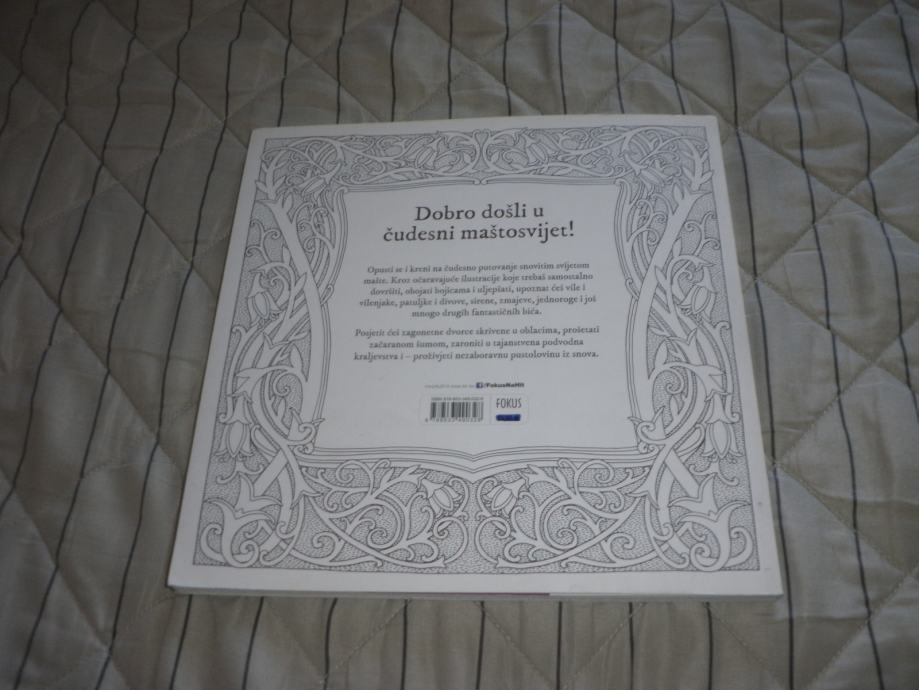 Dobro došli u
čudesni maštosvijet!
Opusti se i kreni na čudesno putovanje snovitim svijetom
mašte. Kroz očaravajuće ilustracije koje trebaš samostalno
dovršiti, obojati bojicama i uljepšati, upoznat ćeš vile i
vilenjake, patuljke i divove, sirene, zmajeve, jednoroge i još
mnogo drugih fantastičnih bića.
Posjetit ćeš zagonetne dvorce skrivene u oblacima, prošetati
začaranom šumom, zaroniti u tajanstvena podvodna
kraljevstva i – proživjeti nezaboravnu pustolovinu iz snova.
/FokusNaHit
FOKUS